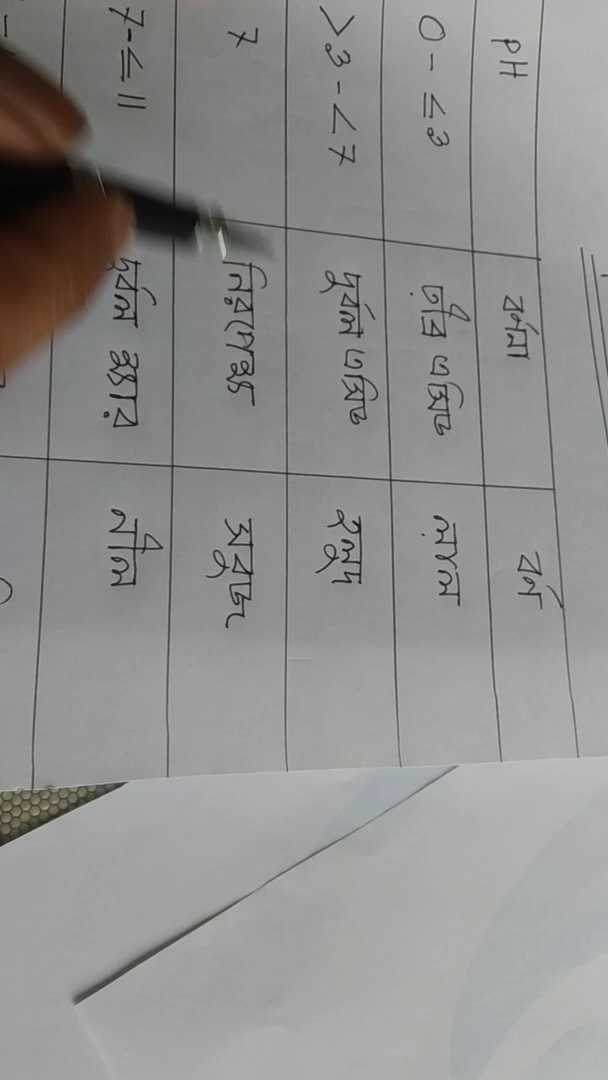 pH বর্ণনা বর্ণ
0 - ≤3 তীব্র এসিড লাল
>3 - <7 দুর্বল এসিড হলুদ
7 নিরপেক্ষ সবুজ
7-≤ 11 দুর্বল ক্ষার নীল